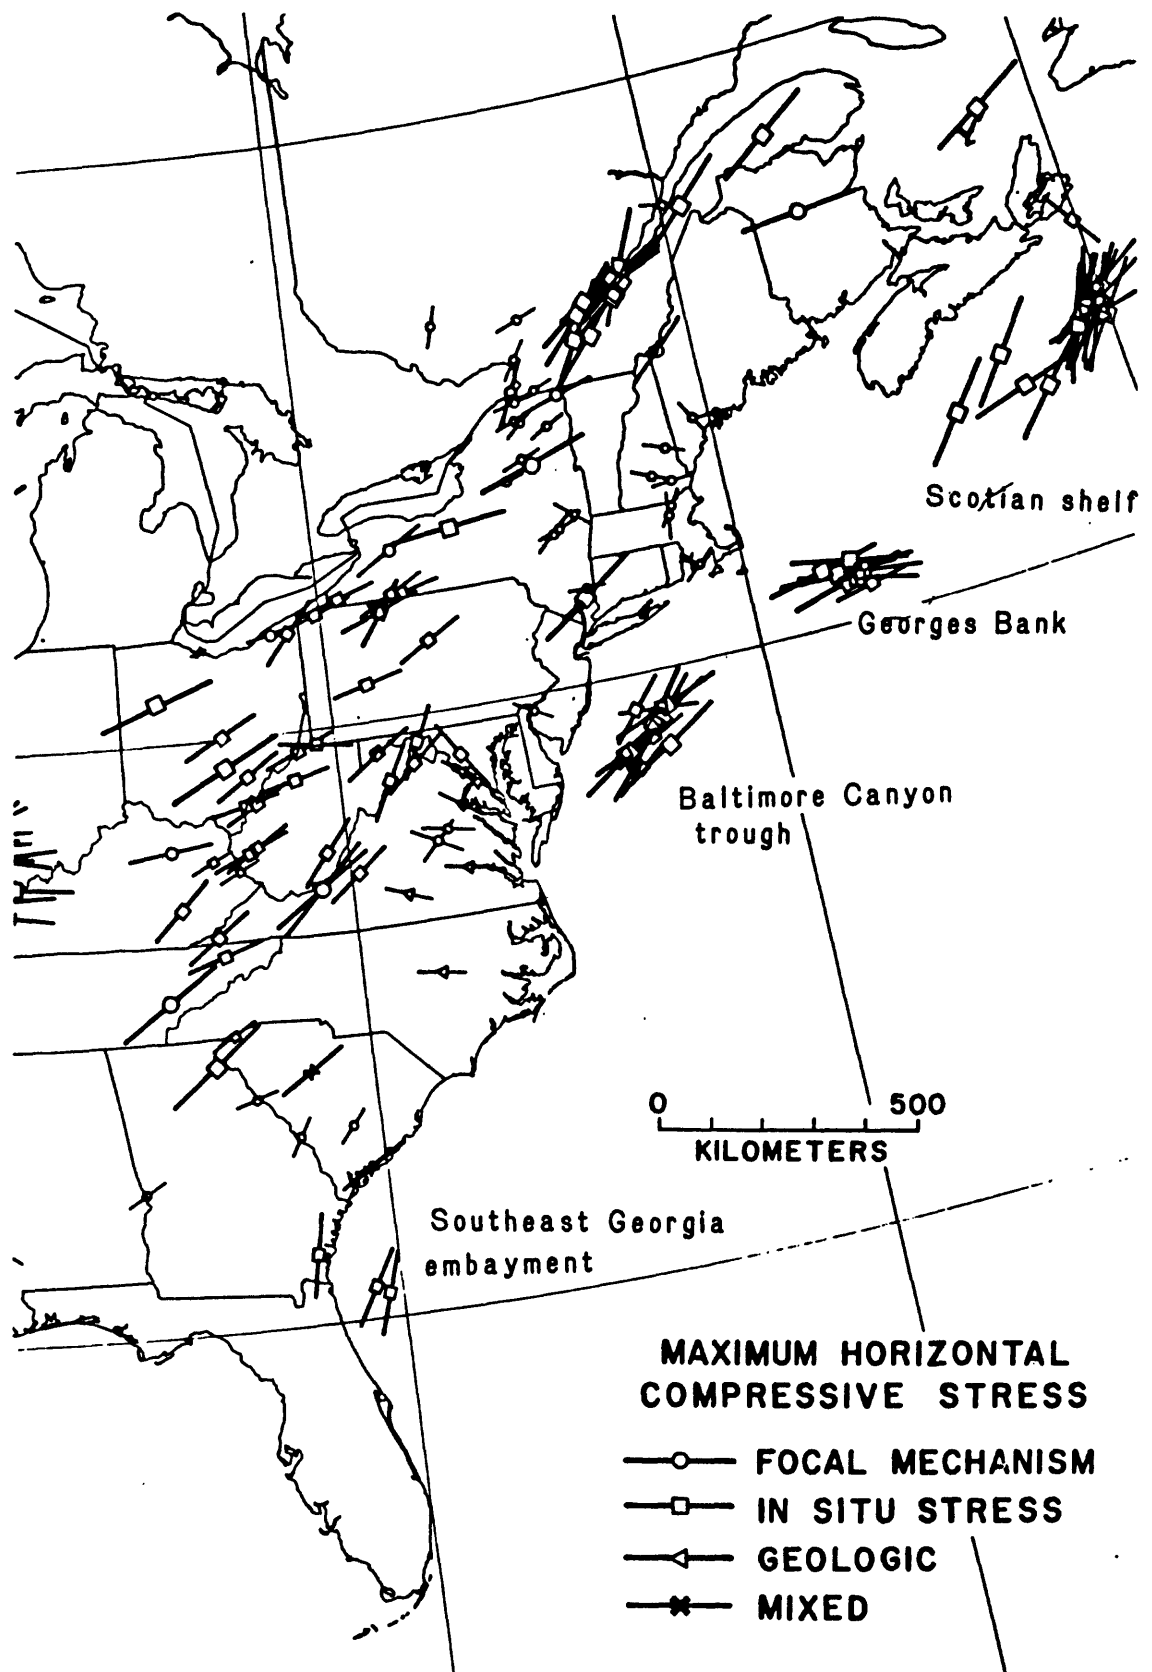 Scotian shelf
Georges Bank
Baltimore Canyon
trough
0 500
KILOMETERS
Southeast Georgia
embayment
MAXIMUM HORIZONTAL
COMPRESSIVE STRESS
FOCAL MECHANISM
IN SITU STRESS
GEOLOGIC
MIXED